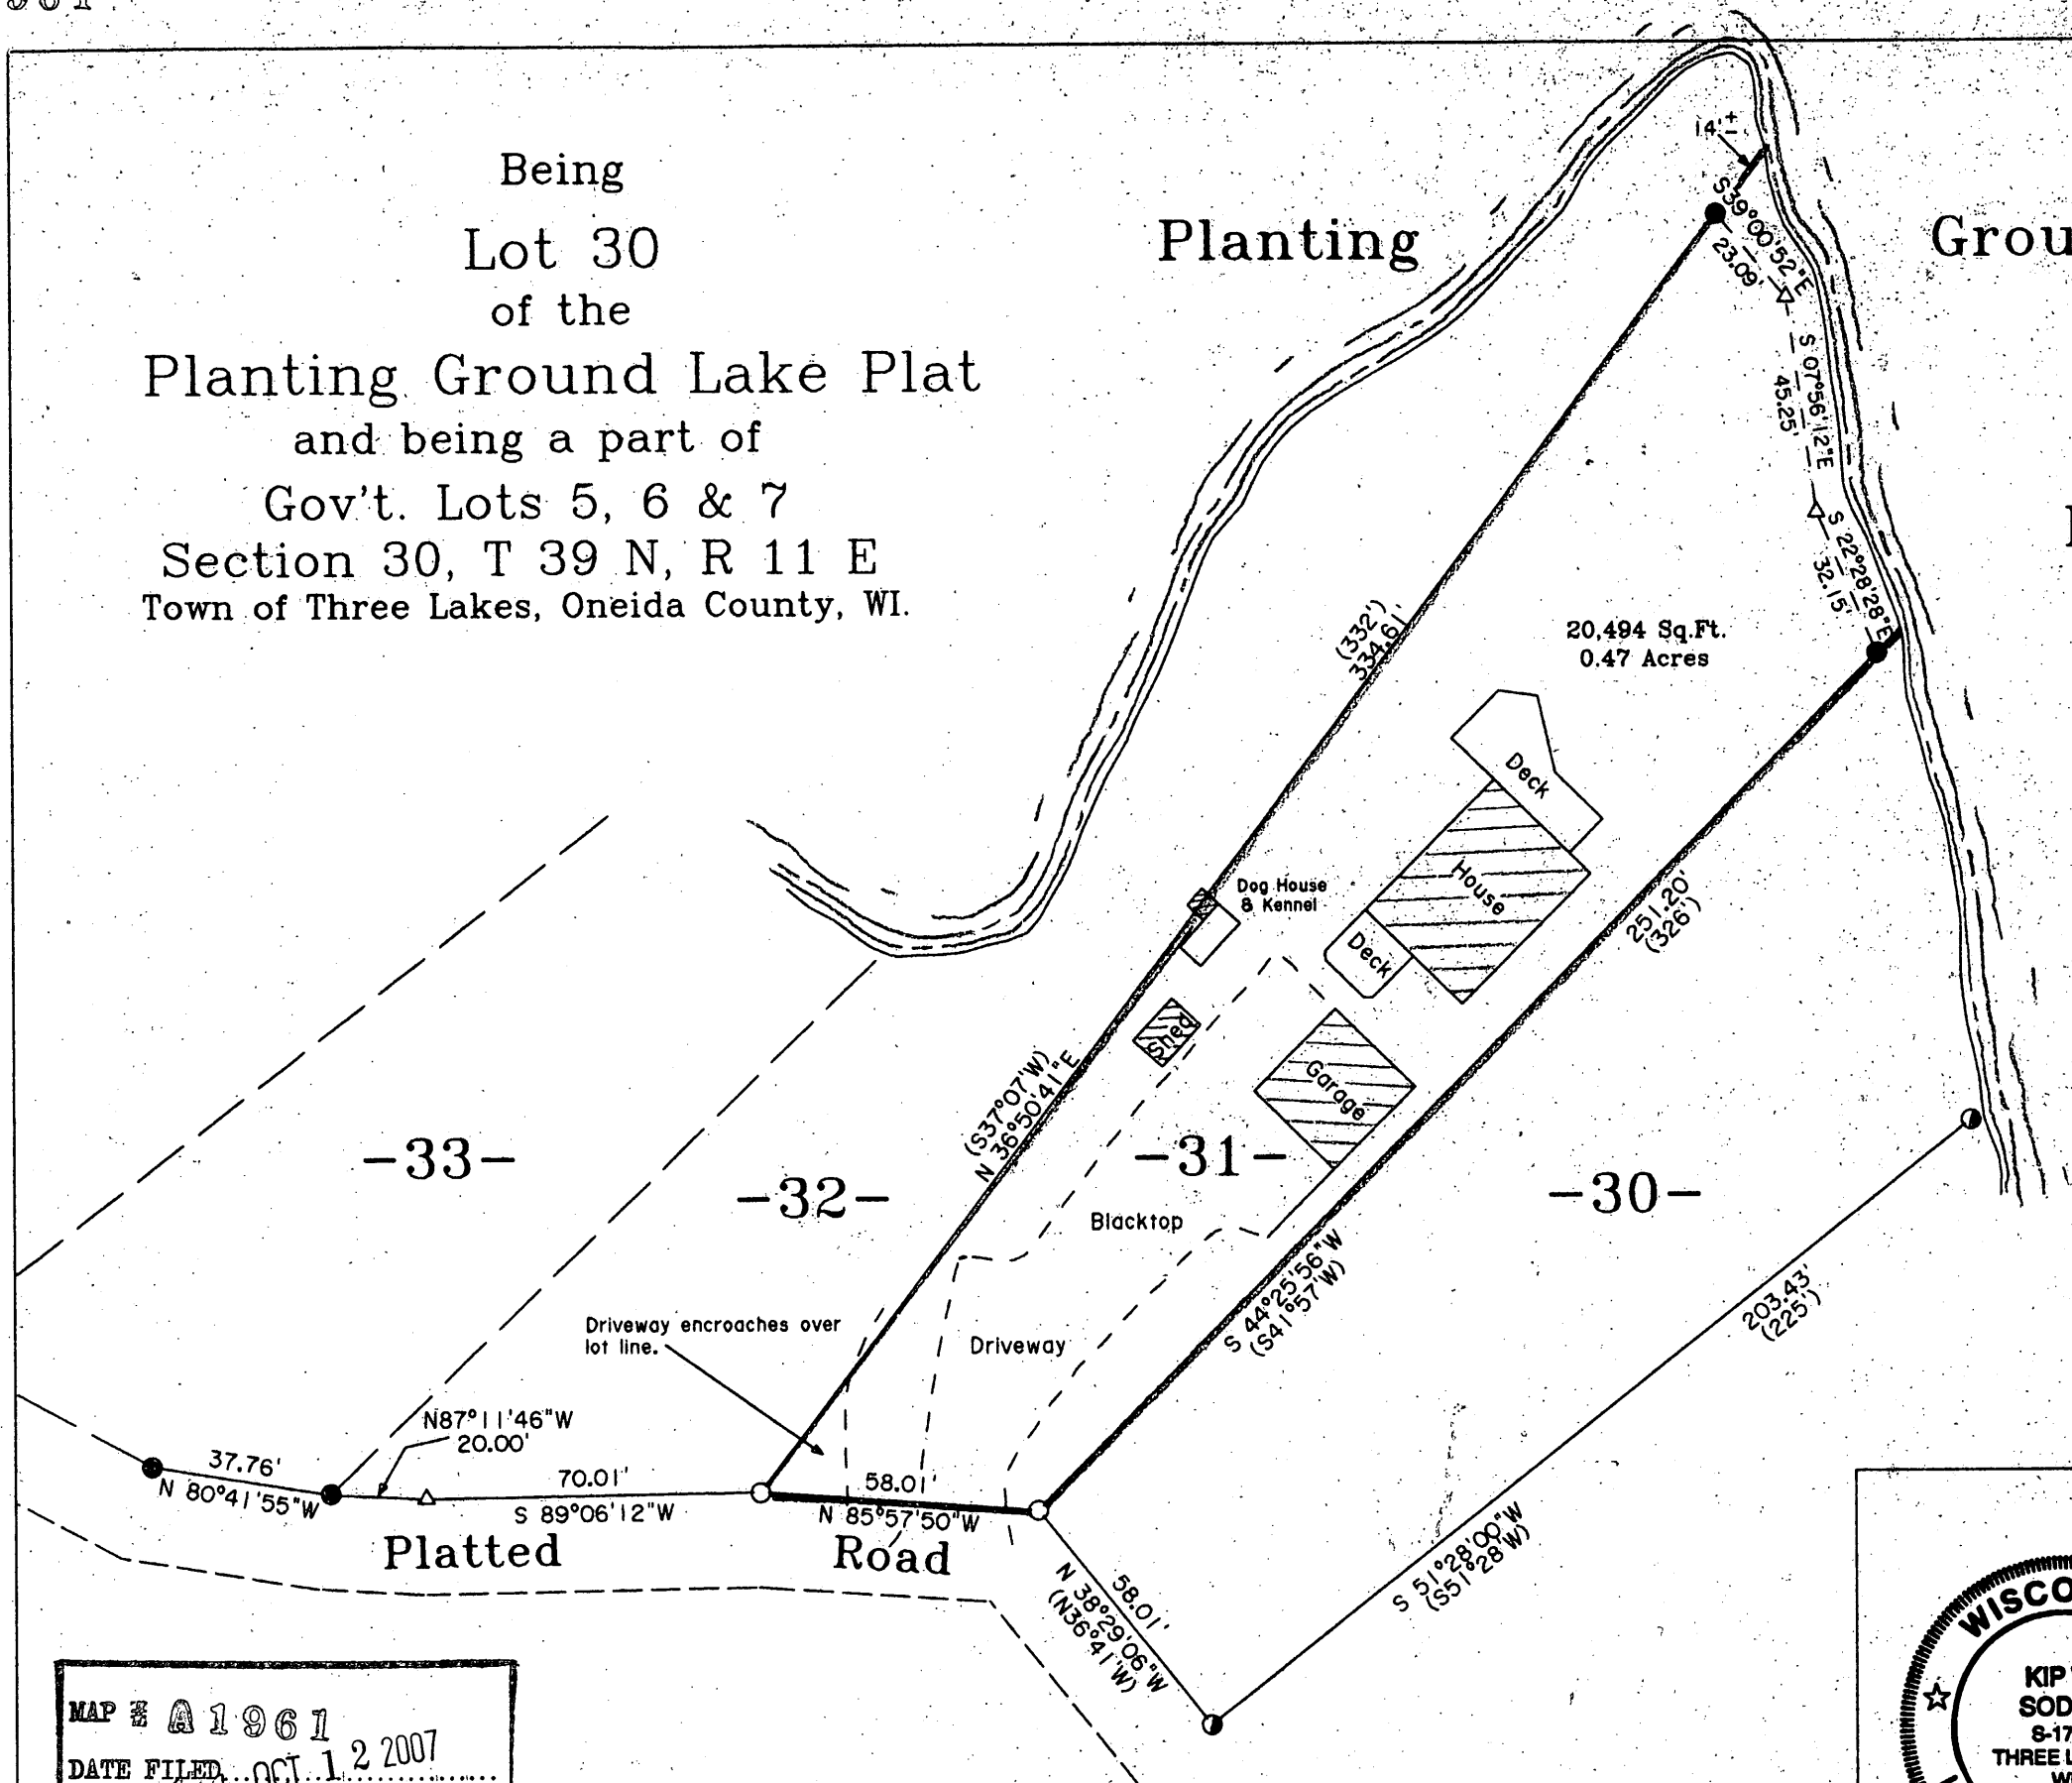 Being
Lot 30
of the
Planting Ground Lake Plat
and being a part of
Gov't. Lots 5, 6 & 7
Section 30, T 39 N, R 11 E
Town of Three Lakes, Oneida County, WI.
Planting
14'±
S39°00'52"E
23.09'
S 07°56'12"E
45.25'
S 22°28'28"E
32.15'
20,494 Sq.Ft.
0.47 Acres
(332')
334.61'
Deck
House
Deck
Dog House
& Kennel
Shed
Garage
251.20'
(326')
(S37°07'W)
N 36°50'41"E
-33-
-32-
-31-
-30-
Blacktop
Driveway
S 44°25'56"W
(S41°57'W)
203.43'
(225')
Driveway encroaches over
lot line.
N87°11'46"W
20.00'
37.76'
N 80°41'55"W
70.01'
S 89°06'12"W
58.01'
N 85°57'50"W
Platted
Road
58.01'
N 38°29'06"W
(N36°41'W)
S 51°28'00"W
(S51°28'W)
MAP # A1961
DATE FILED OCT 12 2007
KIP
THREE